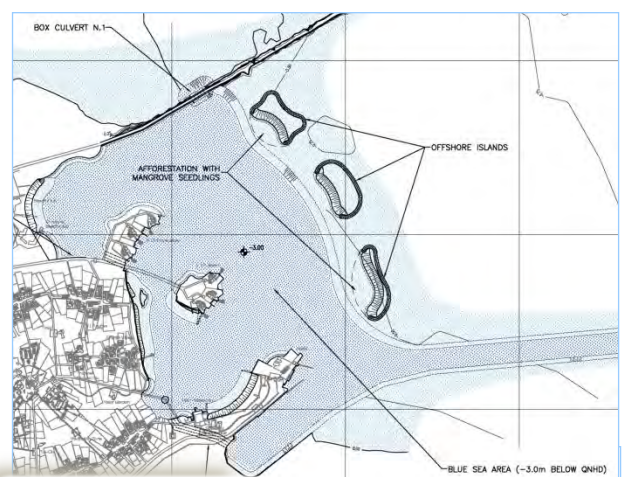 BOX CULVERT N.1
OFFSHORE ISLANDS
AFFORESTATION WITH
MANGROVE SEEDLINGS
-3.00
BLUE SEA AREA (-3.0m BELOW QNHD)